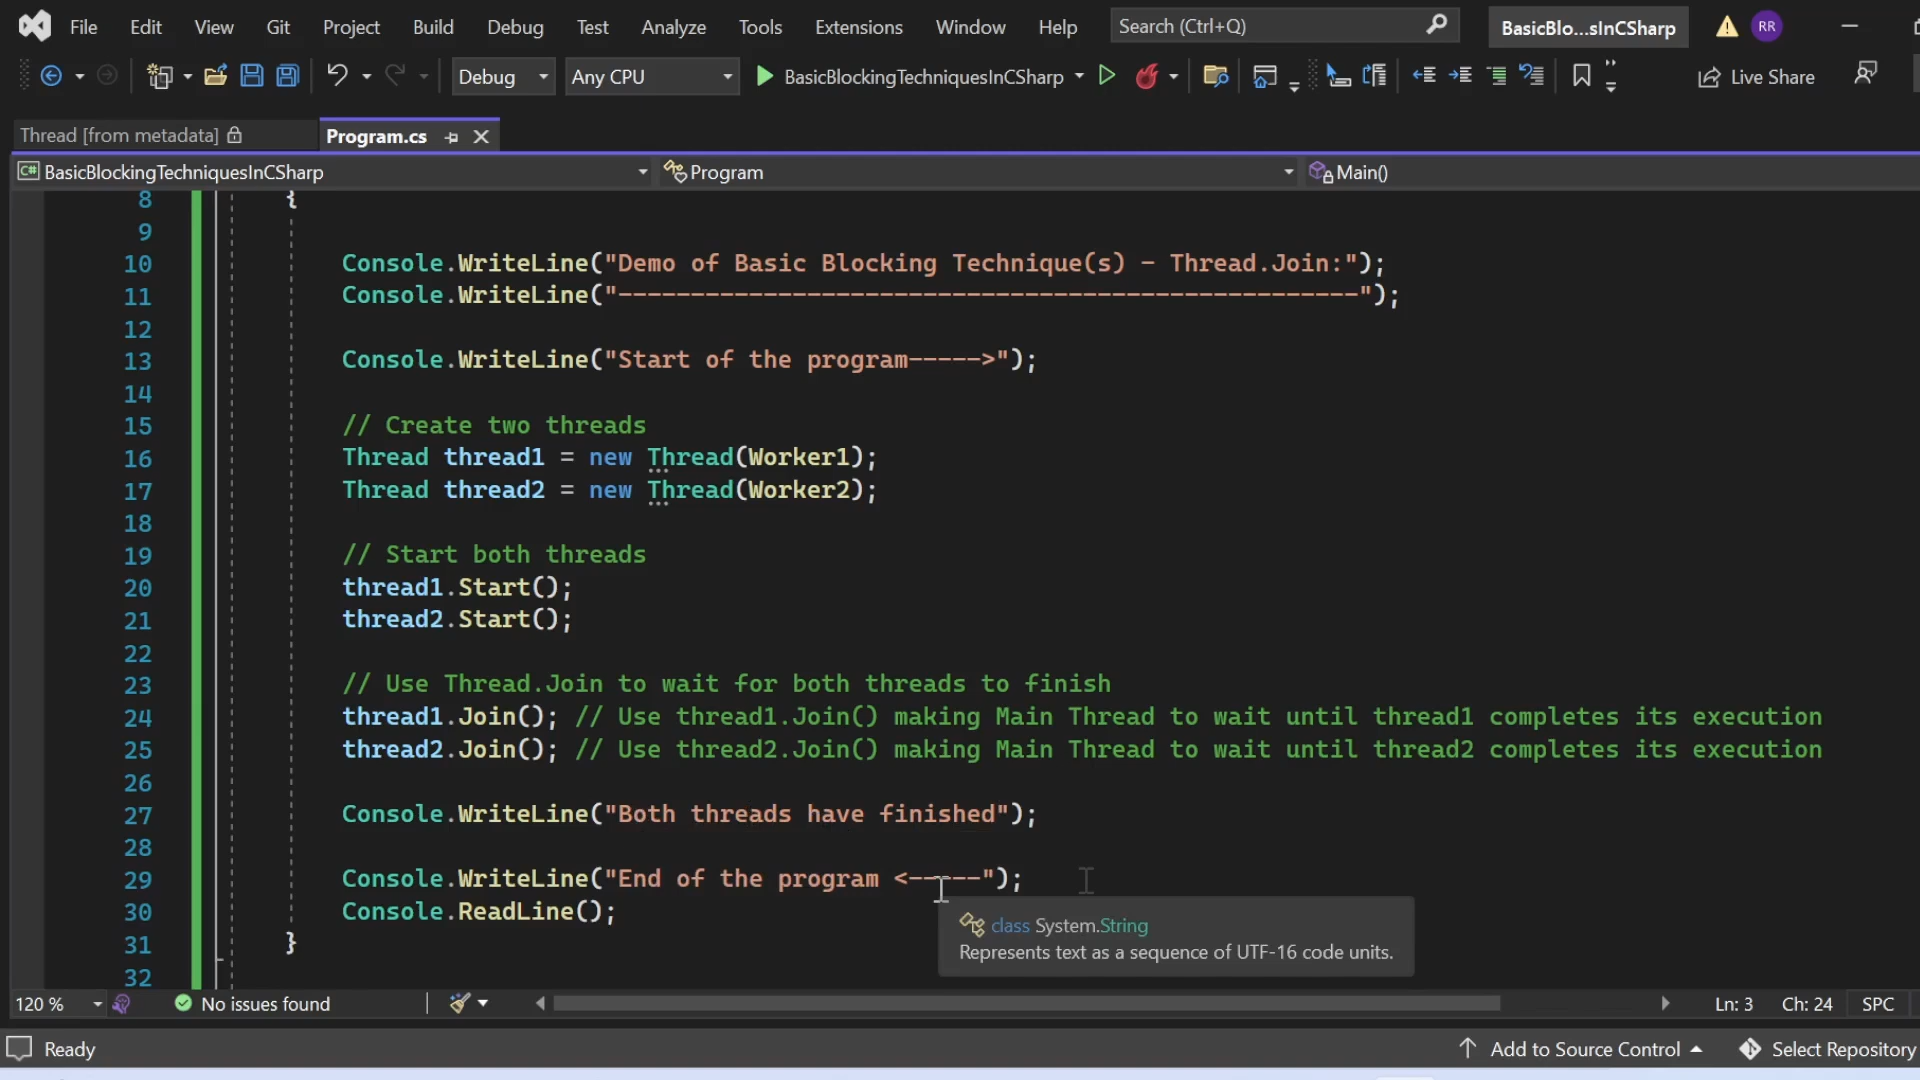 File Edit View Git Project Build Debug Test Analyze Tools Extensions Window Help Search (Ctrl+Q) BasicBlo...sInCSharp RR
Debug Any CPU BasicBlockingTechniquesInCSharp Live Share
Thread [from metadata] Program.cs
C# BasicBlockingTechniquesInCSharp Program Main()
8 {
9
10 Console.WriteLine("Demo of Basic Blocking Technique(s) - Thread.Join:");
11 Console.WriteLine("---------------------------------------------------");
12
13 Console.WriteLine("Start of the program----->");
14
15 // Create two threads
16 Thread thread1 = new Thread(Worker1);
17 Thread thread2 = new Thread(Worker2);
18
19 // Start both threads
20 thread1.Start();
21 thread2.Start();
22
23 // Use Thread.Join to wait for both threads to finish
24 thread1.Join(); // Use thread1.Join() making Main Thread to wait until thread1 completes its execution
25 thread2.Join(); // Use thread2.Join() making Main Thread to wait until thread2 completes its execution
26
27 Console.WriteLine("Both threads have finished");
28
29 Console.WriteLine("End of the program <-----");
30 Console.ReadLine();
class System.String
Represents text as a sequence of UTF-16 code units.
31 }
32
120 % No issues found Ln: 3 Ch: 24 SPC
Ready Add to Source Control Select Repository